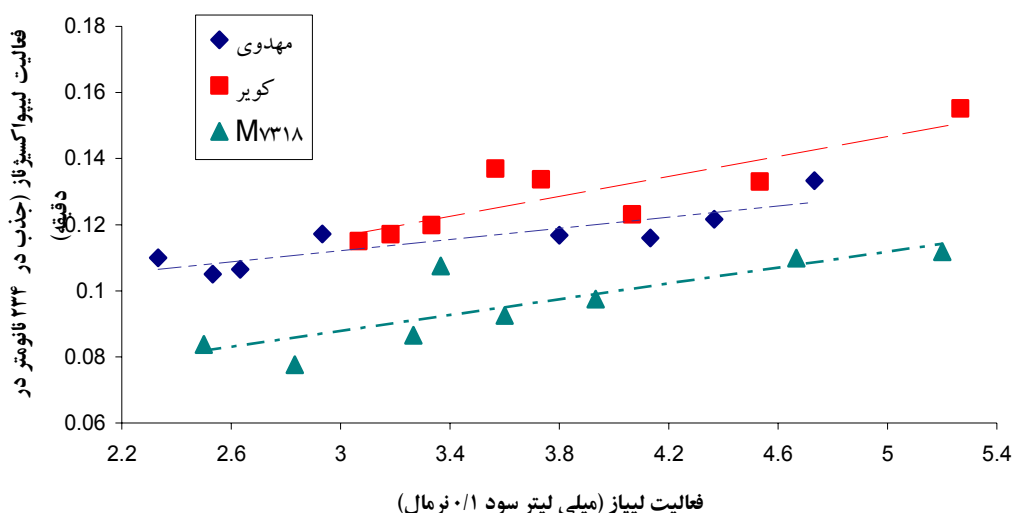 فعالیت لیپواکسیژناز (جذب در ۲۳۴ نانومتر در
دقیقه)
0.18
0.16
0.14
0.12
0.1
0.08
0.06
مهدوی
کویر
M۷۳۱۸
2.2
2.6
3
3.4
3.8
4.2
4.6
5
5.4
فعالیت لیپاز (میلی لیتر سود ۰/۱ نرمال)